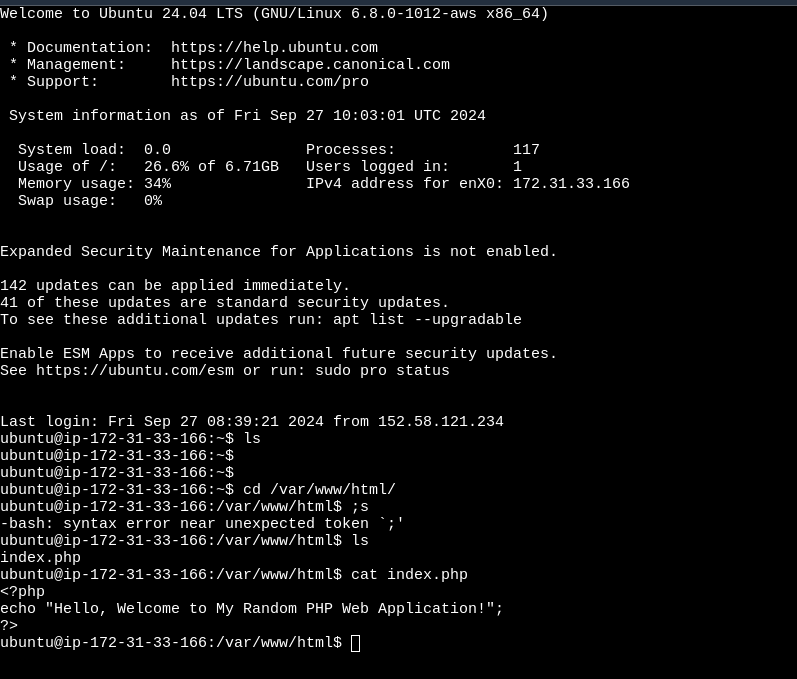 Welcome to Ubuntu 24.04 LTS (GNU/Linux 6.8.0-1012-aws x86_64)
 * Documentation:  https://help.ubuntu.com
 * Management:     https://landscape.canonical.com
 * Support:        https://ubuntu.com/pro
 System information as of Fri Sep 27 10:03:01 UTC 2024
  System load:  0.0               Processes:             117
  Usage of /:   26.6% of 6.71GB   Users logged in:       1
  Memory usage: 34%               IPv4 address for enX0: 172.31.33.166
  Swap usage:   0%
Expanded Security Maintenance for Applications is not enabled.
142 updates can be applied immediately.
41 of these updates are standard security updates.
To see these additional updates run: apt list --upgradable
Enable ESM Apps to receive additional future security updates.
See https://ubuntu.com/esm or run: sudo pro status
Last login: Fri Sep 27 08:39:21 2024 from 152.58.121.234
ubuntu@ip-172-31-33-166:~$ ls
ubuntu@ip-172-31-33-166:~$
ubuntu@ip-172-31-33-166:~$
ubuntu@ip-172-31-33-166:~$ cd /var/www/html/
ubuntu@ip-172-31-33-166:/var/www/html$ ;s
-bash: syntax error near unexpected token `;'
ubuntu@ip-172-31-33-166:/var/www/html$ ls
index.php
ubuntu@ip-172-31-33-166:/var/www/html$ cat index.php
<?php
echo "Hello, Welcome to My Random PHP Web Application!";
?>
ubuntu@ip-172-31-33-166:/var/www/html$